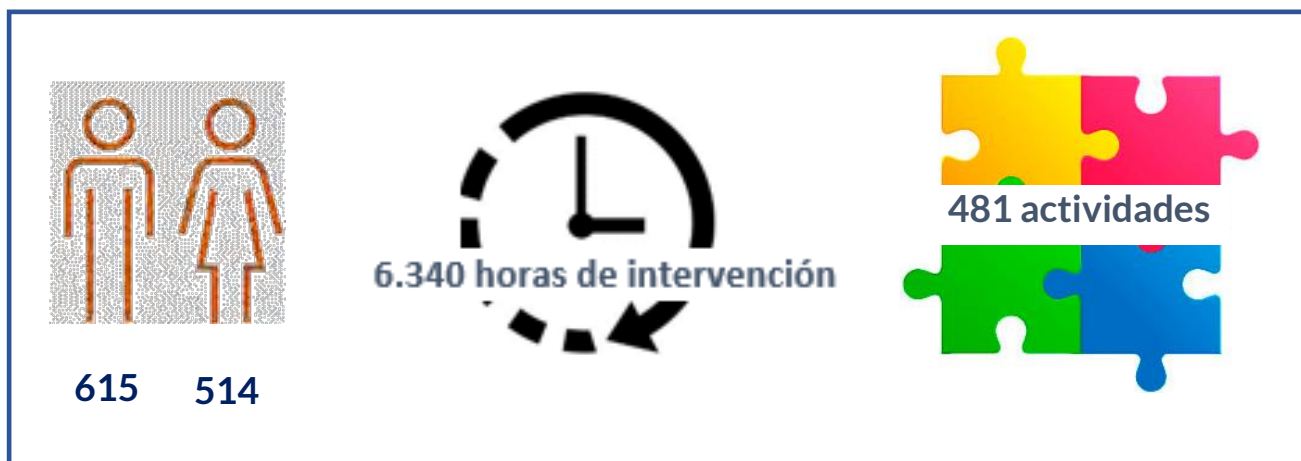 481 actividades
6.340 horas de intervención
615
514